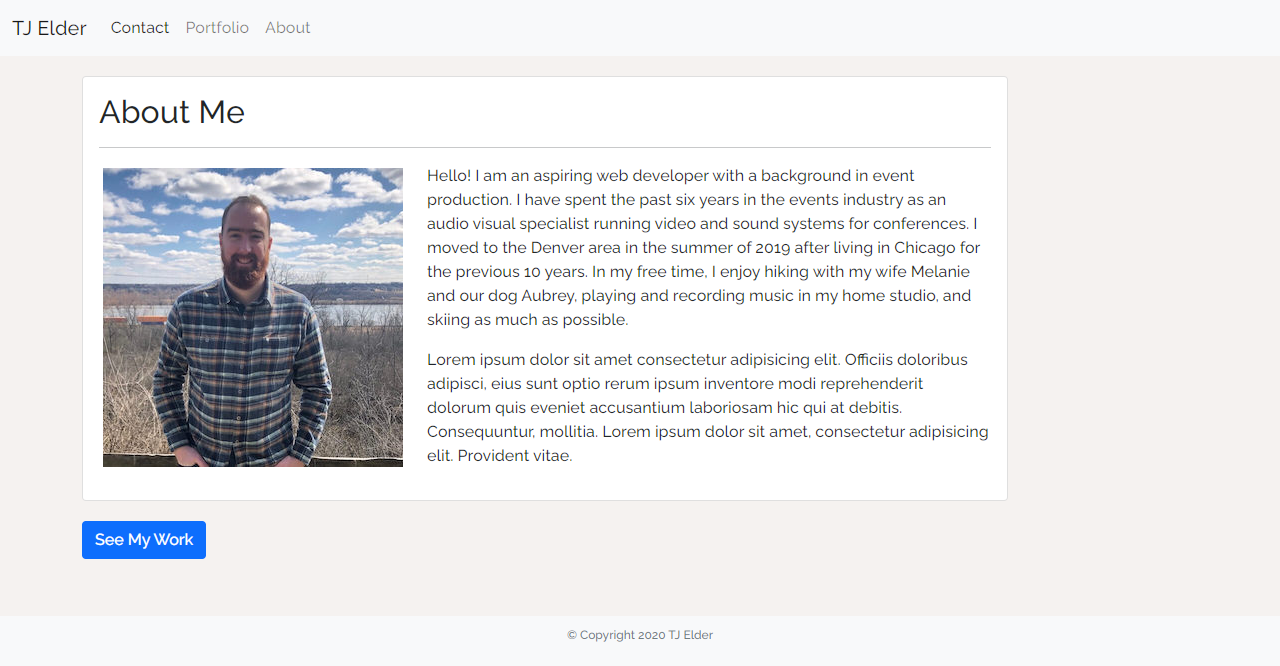 TJ Elder Contact Portfolio About
About Me
Hello! I am an aspiring web developer with a background in event
production. I have spent the past six years in the events industry as an
audio visual specialist running video and sound systems for conferences. I
moved to the Denver area in the summer of 2019 after living in Chicago for
the previous 10 years. In my free time, I enjoy hiking with my wife Melanie
and our dog Aubrey, playing and recording music in my home studio, and
skiing as much as possible.
Lorem ipsum dolor sit amet consectetur adipisicing elit. Officiis doloribus
adipisci, eius sunt optio rerum ipsum inventore modi reprehenderit
dolorum quis eveniet accusantium laboriosam hic qui at debitis.
Consequuntur, mollitia. Lorem ipsum dolor sit amet, consectetur adipisicing
elit. Provident vitae.
See My Work
© Copyright 2020 TJ Elder